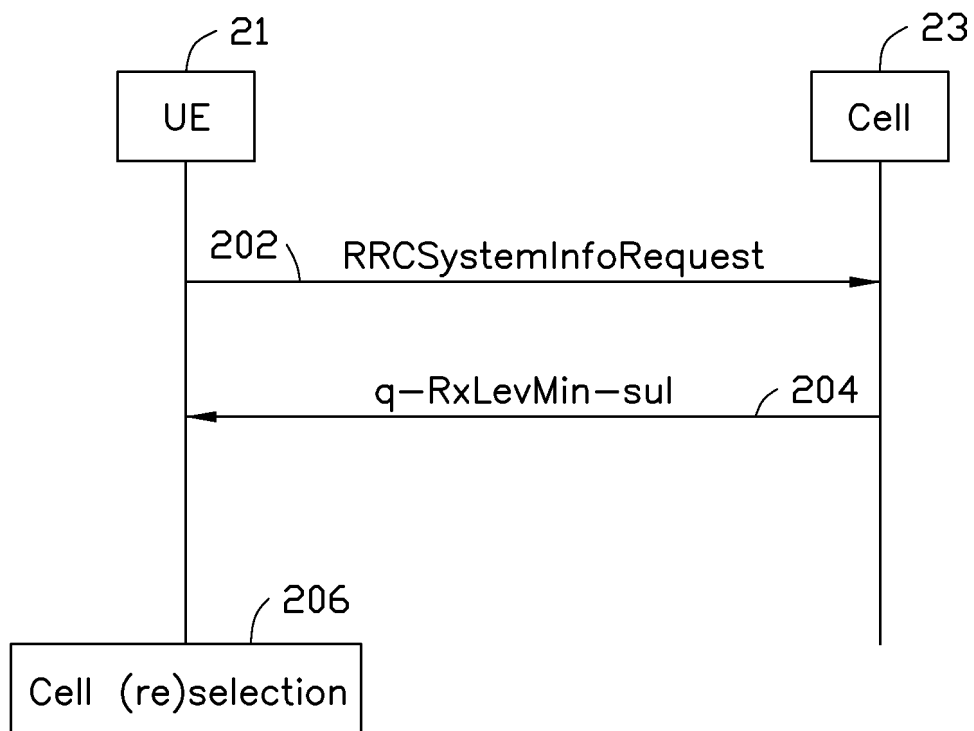 21
23
UE
Cell
202
RRCSystemInfoRequest
q-RxLevMin-sul
204
206
Cell (re)selection